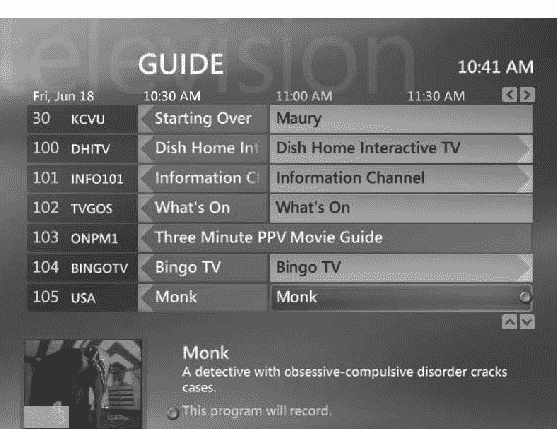 television
GUIDE 10:41 AM
Fri, Jun 18 10:30 AM 11:00 AM 11:30 AM
30 KCVU Starting Over Maury
100 DHITV Dish Home Int Dish Home Interactive TV
101 INFO101 Information C Information Channel
102 TVGOS What's On What's On
103 ONPM1 Three Minute PPV Movie Guide
104 BINGOTV Bingo TV Bingo TV
105 USA Monk Monk
Monk
A detective with obsessive-compulsive disorder cracks
cases.
This program will record.